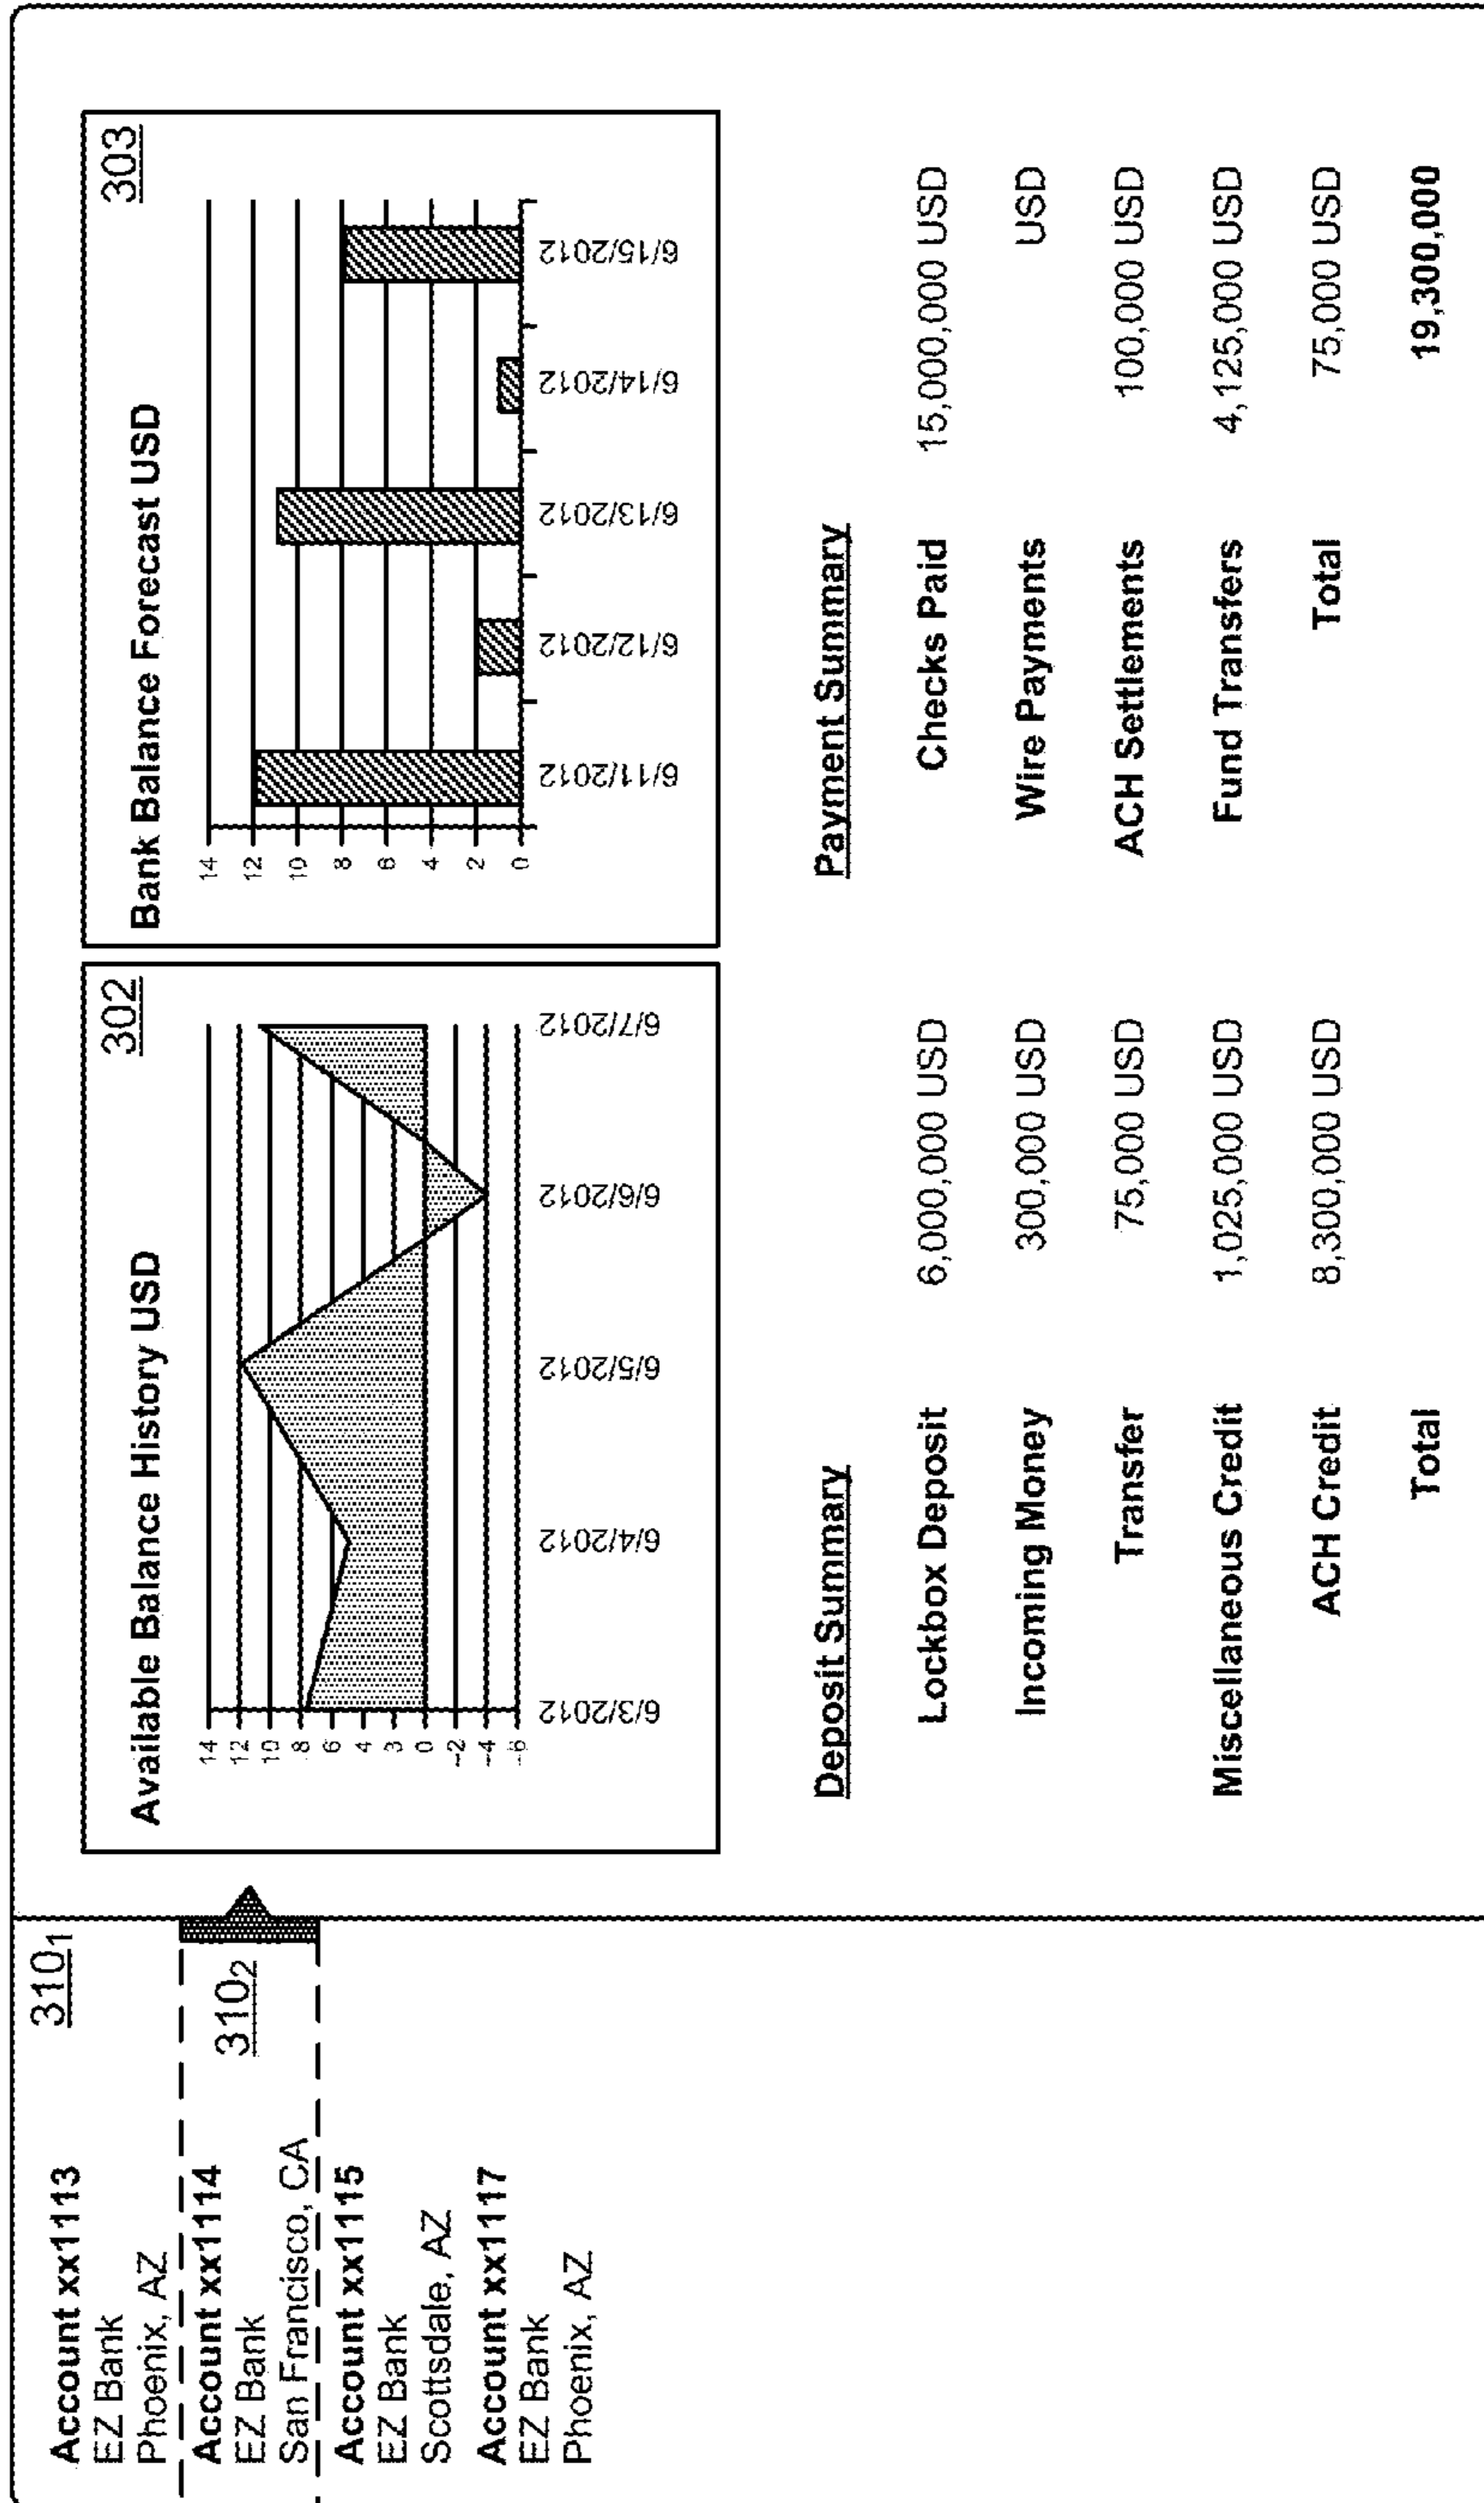 310₁
Account xx1113
EZ Bank
Phoenix, AZ
310₂
Account xx1114
EZ Bank
San Francisco, CA
Account xx1115
EZ Bank
Scottsdale, AZ
Account xx1117
EZ Bank
Phoenix, AZ
302
Available Balance History USD
14
12
10
8
6
4
3
0
-2
-4
-6
6/3/2012 6/4/2012 6/5/2012 6/6/2012 6/7/2012
303
Bank Balance Forecast USD
14
12
10
8
6
4
2
0
6/11/2012 6/12/2012 6/13/2012 6/14/2012 6/15/2012
Deposit Summary
Lockbox Deposit 6,000,000 USD
Incoming Money 300,000 USD
Transfer 75,000 USD
Miscellaneous Credit 1,025,000 USD
ACH Credit 8,300,000 USD
Total
Payment Summary
Checks Paid 15,000,000 USD
Wire Payments USD
ACH Settlements 100,000 USD
Fund Transfers 4,125,000 USD
Total 75,000 USD
19,300,000